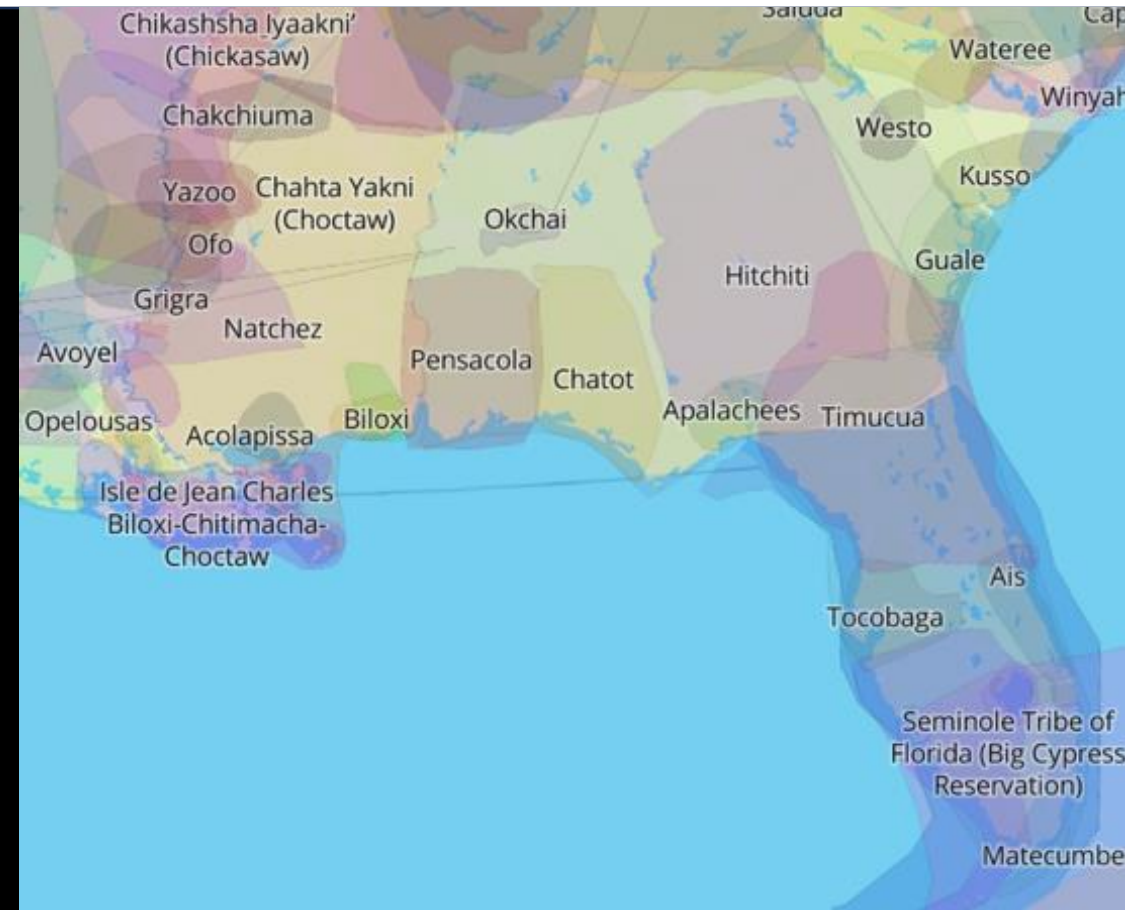 Saluda
Cap
Chikashsha Iyaakni’
(Chickasaw)
Wateree
Winyah
Chakchiuma
Westo
Kusso
Yazoo
Chahta Yakni
(Choctaw)
Okchai
Ofo
Guale
Hitchiti
Grigra
Natchez
Avoyel
Pensacola
Chatot
Apalachees
Timucua
Opelousas
Acolapissa
Biloxi
Isle de Jean Charles
Biloxi-Chitimacha-
Choctaw
Ais
Tocobaga
Seminole Tribe of
Florida (Big Cypress
Reservation)
Matecumbe